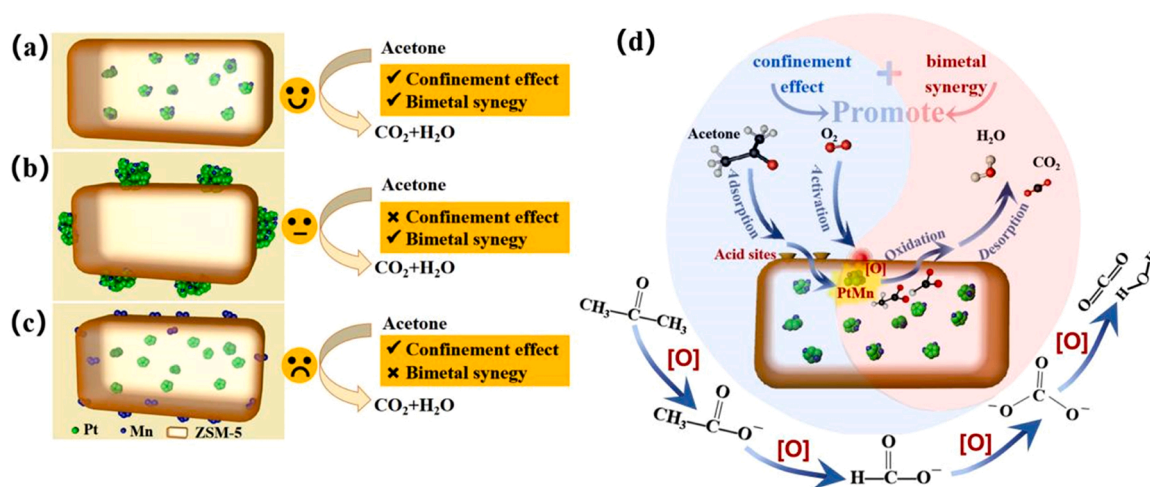 (a)
Acetone
✓ Confinement effect
✓ Bimetal synegy
CO₂+H₂O
(b)
Acetone
× Confinement effect
✓ Bimetal synegy
CO₂+H₂O
(c)
Acetone
✓ Confinement effect
× Bimetal synegy
CO₂+H₂O
Pt Mn ZSM-5
(d)
confinement
effect
+
bimetal
synergy
Promote
Acetone
O₂
H₂O
CO₂
Adsorption
Activation
Oxidation
Desorption
Acid sites
[O]
PtMn
O
CH₃ C CH₃
[O]
O
CH₃ C O⁻
[O]
O
H—C—O⁻
[O]
O
⁻O C O⁻
[O]
O=C=O
H O H